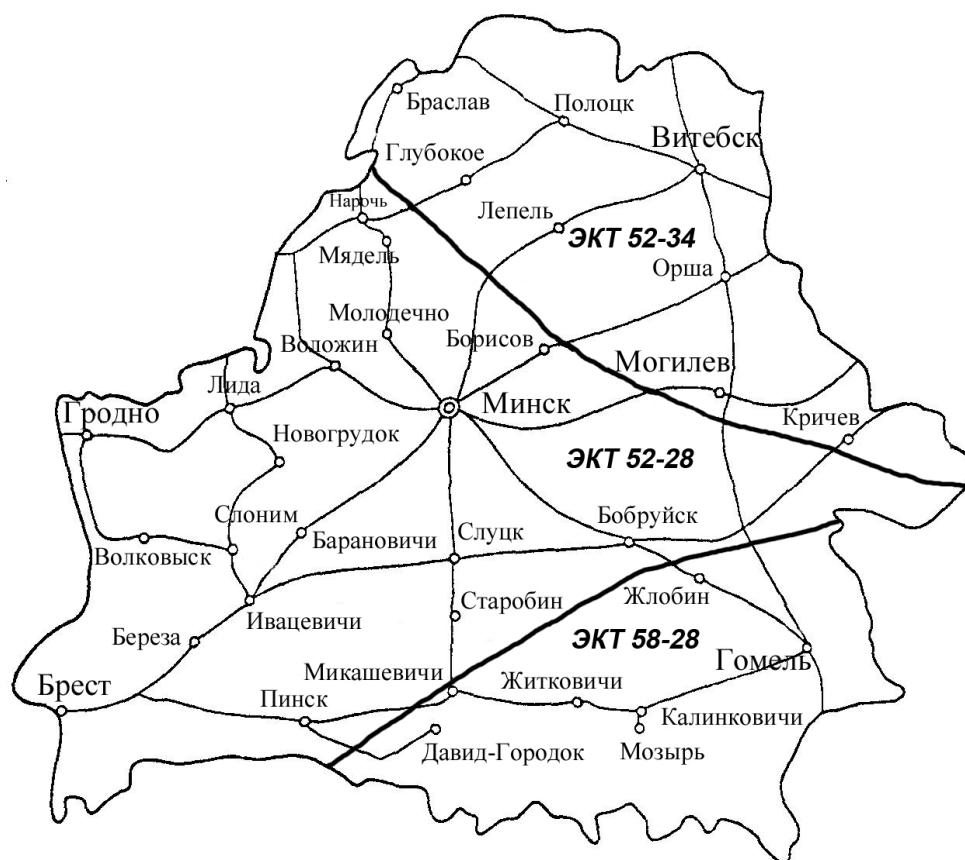 Браслав
Полоцк
Витебск
Глубокое
Нарочь
Лепель
ЭКТ 52-34
Мядель
Орша
Молодечно
Борисов
Воложин
Могилев
Лида
Минск
Гродно
Кричев
Новогрудок
ЭКТ 52-28
Слоним
Бобруйск
Барановичи
Слуцк
Волковыск
Жлобин
Старобин
Ивацевичи
Береза
ЭКТ 58-28
Гомель
Микашевичи
Житковичи
Брест
Пинск
Калинковичи
Давид-Городок
Мозырь